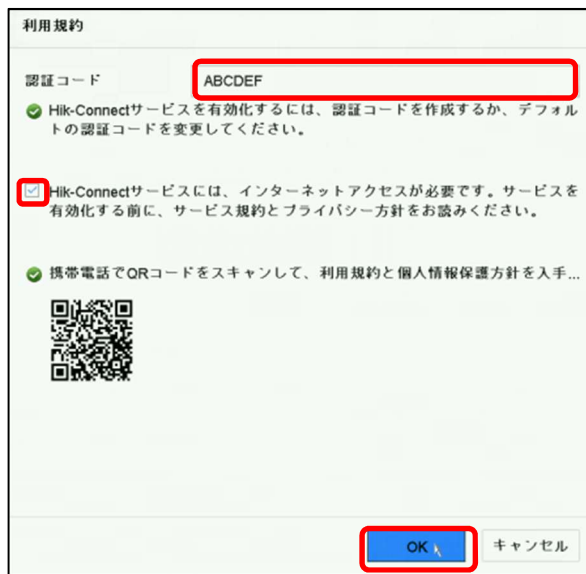 利用規約
認証コード ABCDEF
Hik-Connectサービスを有効化するには、認証コードを作成するか、デフォル
トの認証コードを変更してください。
Hik-Connectサービスには、インターネットアクセスが必要です。サービスを
有効化する前に、サービス規約とプライバシー方針をお読みください。
携帯電話でQRコードをスキャンして、利用規約と個人情報保護方針を入手...
OK キャンセル